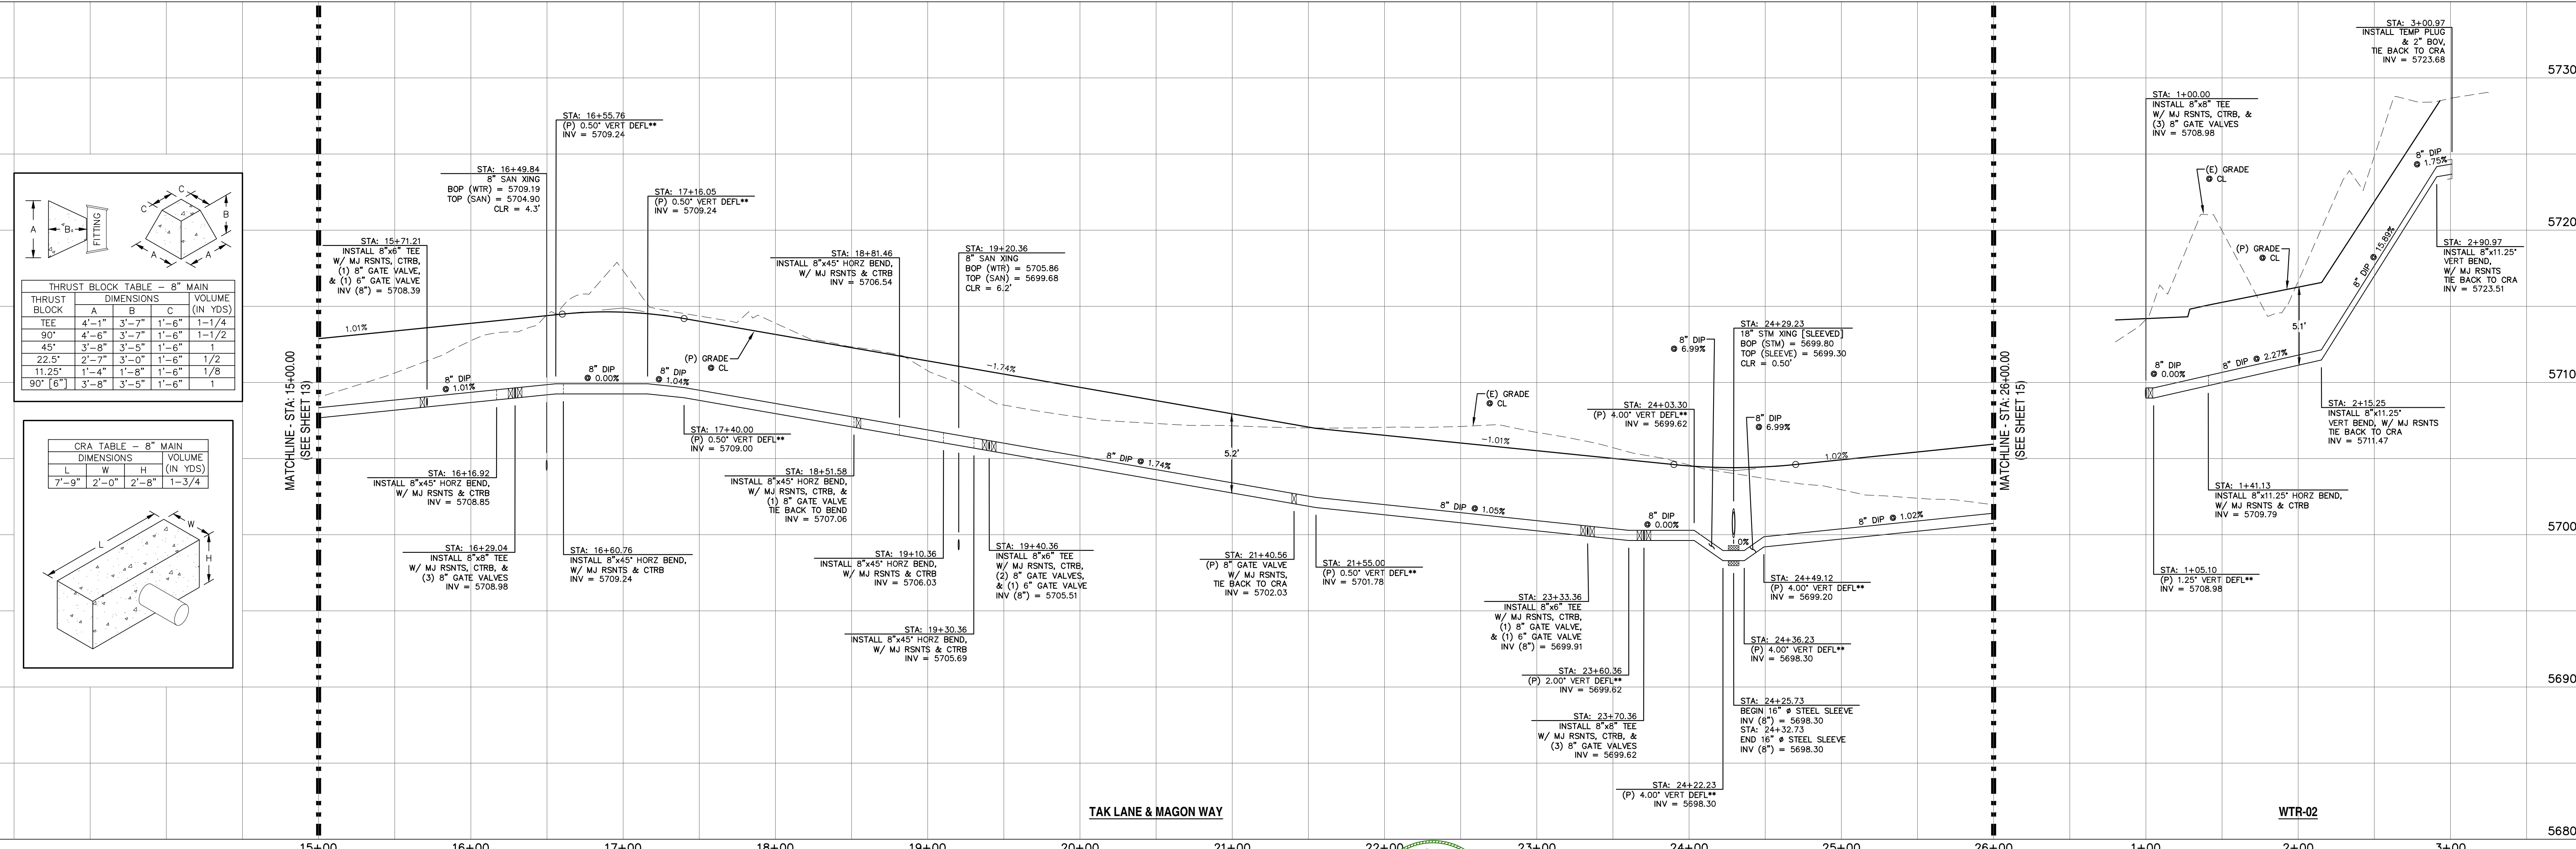 THRUST BLOCK TABLE – 8" MAIN
THRUST BLOCK DIMENSIONS VOLUME (IN YDS)
A B C
TEE 4'-1" 3'-7" 1'-6" 1-1/4
90° 4'-6" 3'-7" 1'-6" 1-1/2
45° 3'-8" 3'-5" 1'-6" 1
22.5° 2'-7" 3'-0" 1'-6" 1/2
11.25° 1'-4" 1'-8" 1'-6" 1/8
90° [6"] 3'-8" 3'-5" 1'-6" 1
A
B
FITTING
C
C
B
A
A
CRA TABLE – 8" MAIN
DIMENSIONS VOLUME (IN YDS)
L W H
7'-9" 2'-0" 2'-8" 1-3/4
L
W
H
MATCHLINE - STA: 15+00.00
(SEE SHEET 13)
1.01%
STA: 15+71.21
INSTALL 8"x6" TEE
W/ MJ RSNTS, CTRB,
(1) 8" GATE VALVE,
& (1) 6" GATE VALVE
INV (8") = 5708.39
8" DIP
@ 1.01%
STA: 16+16.92
INSTALL 8"x45° HORZ BEND,
W/ MJ RSNTS & CTRB
INV = 5708.85
STA: 16+29.04
INSTALL 8"x8" TEE
W/ MJ RSNTS, CTRB, &
(3) 8" GATE VALVES
INV = 5708.98
STA: 16+49.84
8" SAN XING
BOP (WTR) = 5709.19
TOP (SAN) = 5704.90
CLR = 4.3'
STA: 16+55.76
(P) 0.50° VERT DEFL**
INV = 5709.24
STA: 16+60.76
INSTALL 8"x45° HORZ BEND,
W/ MJ RSNTS & CTRB
INV = 5709.24
8" DIP
@ 0.00%
STA: 17+16.05
(P) 0.50° VERT DEFL**
INV = 5709.24
8" DIP
@ 1.04%
(P) GRADE
@ CL
STA: 17+40.00
(P) 0.50° VERT DEFL**
INV = 5709.00
STA: 18+51.58
INSTALL 8"x45° HORZ BEND,
W/ MJ RSNTS, CTRB, &
(1) 8" GATE VALVE
TIE BACK TO BEND
INV = 5707.06
STA: 18+81.46
INSTALL 8"x45° HORZ BEND,
W/ MJ RSNTS & CTRB
INV = 5706.54
STA: 19+10.36
INSTALL 8"x45° HORZ BEND,
W/ MJ RSNTS & CTRB
INV = 5706.03
STA: 19+20.36
8" SAN XING
BOP (WTR) = 5705.86
TOP (SAN) = 5699.68
CLR = 6.2'
STA: 19+30.36
INSTALL 8"x45° HORZ BEND,
W/ MJ RSNTS & CTRB
INV = 5705.69
STA: 19+40.36
INSTALL 8"x6" TEE
W/ MJ RSNTS, CTRB,
(2) 8" GATE VALVES,
& (1) 6" GATE VALVE
INV (8") = 5705.51
-1.74%
8" DIP @ 1.74%
5.2'
STA: 21+40.56
(P) 8" GATE VALVE
W/ MJ RSNTS,
TIE BACK TO CRA
INV = 5702.03
STA: 21+55.00
(P) 0.50° VERT DEFL**
INV = 5701.78
(E) GRADE
@ CL
-1.01%
8" DIP @ 1.05%
STA: 23+33.36
INSTALL 8"x6" TEE
W/ MJ RSNTS, CTRB,
(1) 8" GATE VALVE,
& (1) 6" GATE VALVE
INV (8") = 5699.91
STA: 23+60.36
(P) 2.00° VERT DEFL**
INV = 5699.62
STA: 23+70.36
INSTALL 8"x8" TEE
W/ MJ RSNTS, CTRB, &
(3) 8" GATE VALVES
INV = 5699.62
8" DIP
@ 0.00%
STA: 24+03.30
(P) 4.00° VERT DEFL**
INV = 5699.62
8" DIP
@ 6.99%
STA: 24+22.23
(P) 4.00° VERT DEFL**
INV = 5698.30
STA: 24+29.23
18" STM XING [SLEEVED]
BOP (STM) = 5699.80
TOP (SLEEVE) = 5699.30
CLR = 0.50'
8" DIP
@ 6.99%
0%
STA: 24+25.73
BEGIN 16" ø STEEL SLEEVE
INV (8") = 5698.30
STA: 24+32.73
END 16" ø STEEL SLEEVE
INV (8") = 5698.30
STA: 24+36.23
(P) 4.00° VERT DEFL**
INV = 5698.30
STA: 24+49.12
(P) 4.00° VERT DEFL**
INV = 5699.20
1.02%
8" DIP @ 1.02%
MATCHLINE - STA: 26+00.00
(SEE SHEET 15)
STA: 1+00.00
INSTALL 8"x8" TEE
W/ MJ RSNTS, CTRB, &
(3) 8" GATE VALVES
INV = 5708.98
8" DIP
@ 0.00%
STA: 1+05.10
(P) 1.25° VERT DEFL**
INV = 5708.98
STA: 1+41.13
INSTALL 8"x11.25° HORZ BEND,
W/ MJ RSNTS & CTRB
INV = 5709.79
(E) GRADE
@ CL
(P) GRADE
@ CL
8" DIP @ 2.27%
5.1'
STA: 2+15.25
INSTALL 8"x11.25°
VERT BEND, W/ MJ RSNTS
TIE BACK TO CRA
INV = 5711.47
8" DIP @ 15.89%
8" DIP
@ 1.75%
STA: 2+90.97
INSTALL 8"x11.25°
VERT BEND,
W/ MJ RSNTS
TIE BACK TO CRA
INV = 5723.51
STA: 3+00.97
INSTALL TEMP PLUG
& 2" BOV,
TIE BACK TO CRA
INV = 5723.68
5730
5720
5710
5700
5690
5680
TAK LANE & MAGON WAY
WTR-02
15+00 16+00 17+00 18+00 19+00 20+00 21+00 22+00 23+00 24+00 25+00 26+00 1+00 2+00 3+00